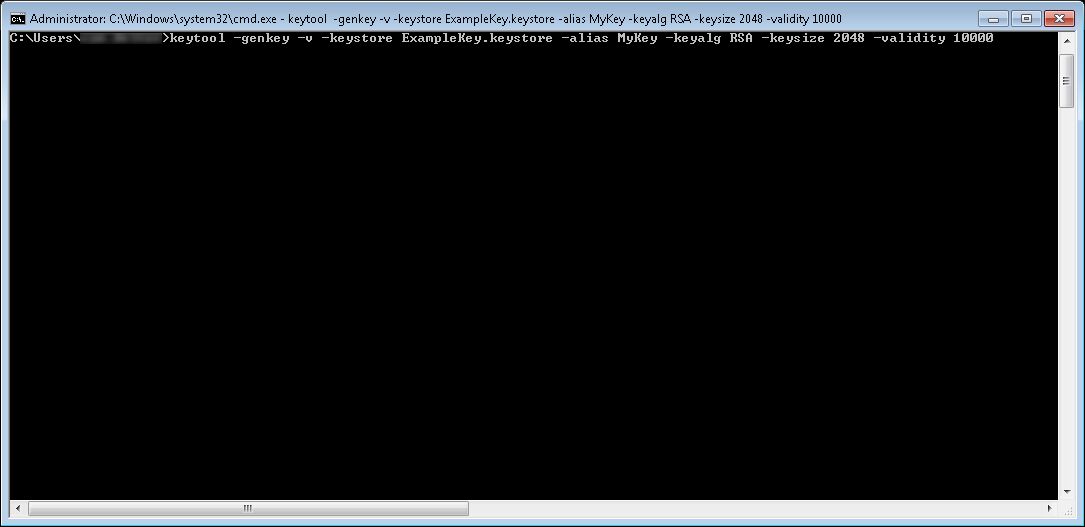 Administrator: C:\Windows\system32\cmd.exe - keytool  -genkey -v -keystore ExampleKey.keystore -alias MyKey -keyalg RSA -keysize 2048 -validity 10000
C:\Users\ >keytool -genkey -v -keystore ExampleKey.keystore -alias MyKey -keyalg RSA -keysize 2048 -validity 10000